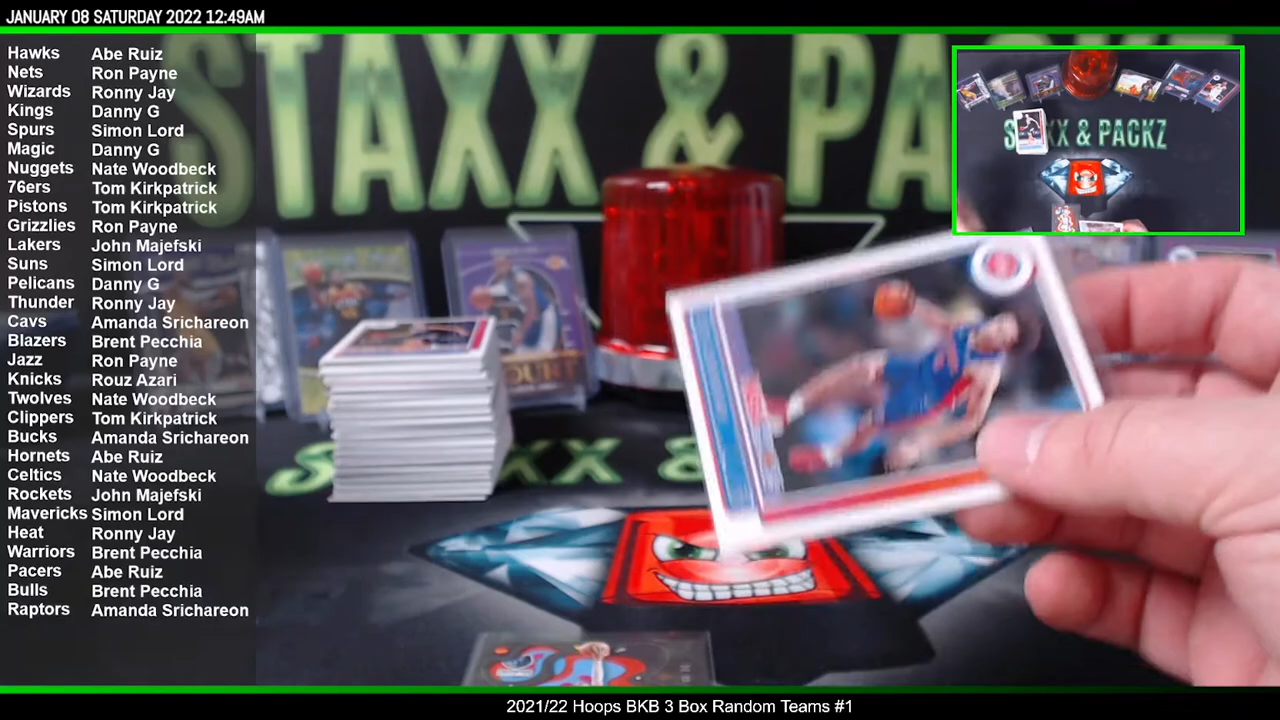 JANUARY 08 SATURDAY 2022 12:49AM
Hawks Abe Ruiz
Nets Ron Payne
Wizards Ronny Jay
Kings Danny G
Spurs Simon Lord
Magic Danny G
Nuggets Nate Woodbeck
76ers Tom Kirkpatrick
Pistons Tom Kirkpatrick
Grizzlies Ron Payne
Lakers John Majefski
Suns Simon Lord
Pelicans Danny G
Thunder Ronny Jay
Cavs Amanda Srichareon
Blazers Brent Pecchia
Jazz Ron Payne
Knicks Rouz Azari
Twolves Nate Woodbeck
Clippers Tom Kirkpatrick
Bucks Amanda Srichareon
Hornets Abe Ruiz
Celtics Nate Woodbeck
Rockets John Majefski
Mavericks Simon Lord
Heat Ronny Jay
Warriors Brent Pecchia
Pacers Abe Ruiz
Bulls Brent Pecchia
Raptors Amanda Srichareon
STAXX & PA
STAXX & PACKZ
S XX &
2021/22 Hoops BKB 3 Box Random Teams #1